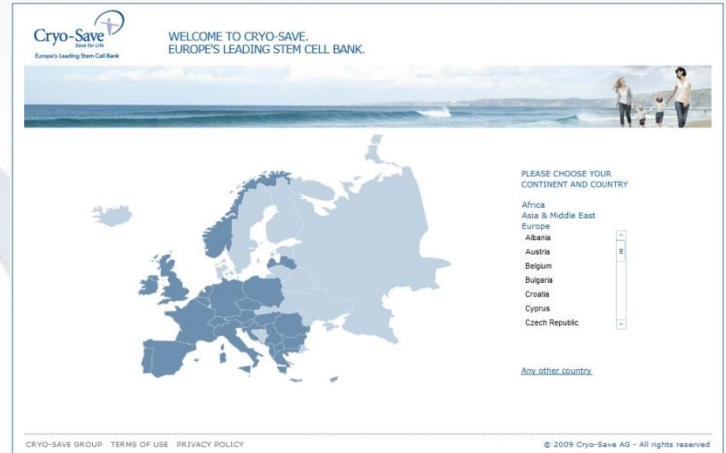 Cryo-Save
Save for Life
Europe's Leading Stem Cell Bank
WELCOME TO CRYO-SAVE.
EUROPE'S LEADING STEM CELL BANK.
PLEASE CHOOSE YOUR
CONTINENT AND COUNTRY
Africa
Asia & Middle East
Europe
Albania
Austria
Belgium
Bulgaria
Croatia
Cyprus
Czech Republic
Any other country
CRYO-SAVE GROUP TERMS OF USE PRIVACY POLICY
© 2009 Cryo-Save AG - All rights reserved